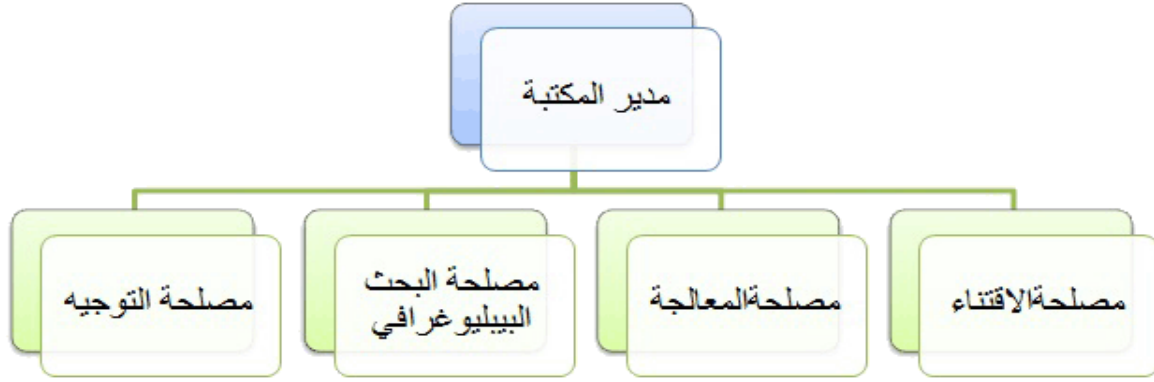 مدير المكتبة
مصلحةالاقتناء
مصلحةالمعالجة
مصلحة البحث
البيبليوغرافي
مصلحة التوجيه